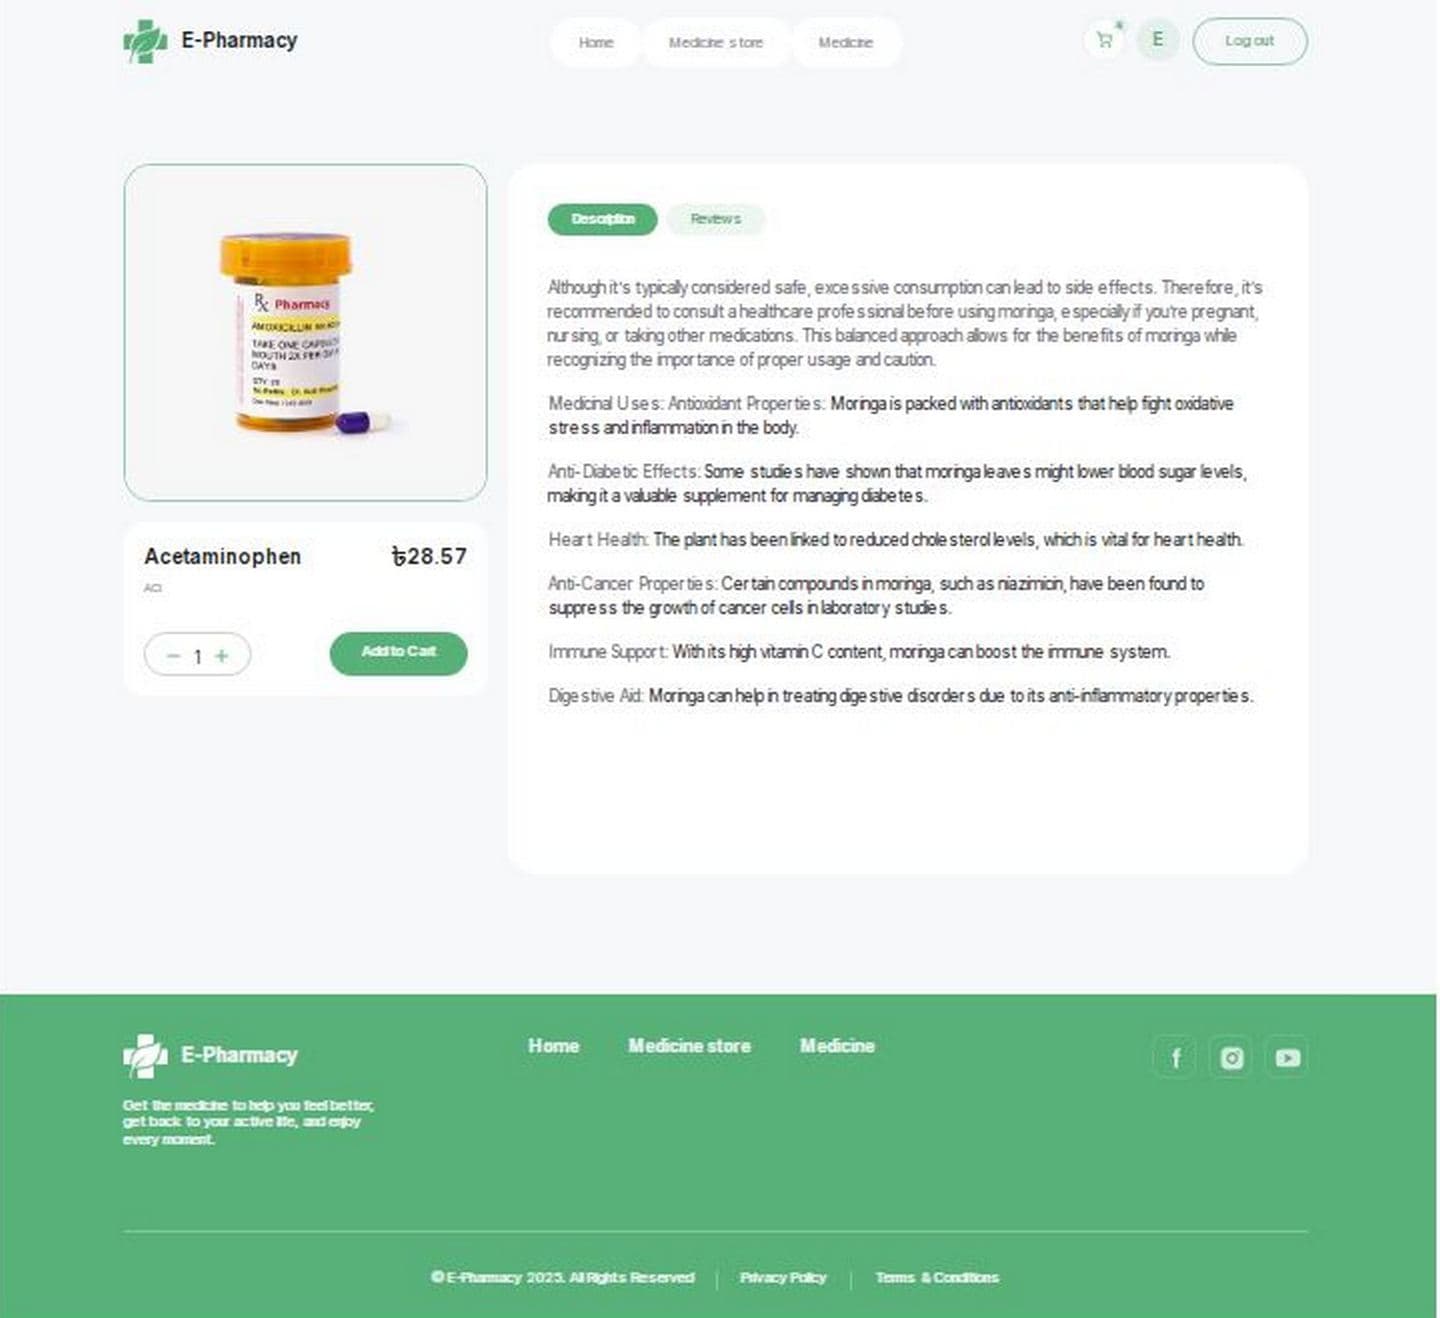 E-Pharmacy
Home
Medicine store
Medicine
E
Log out
Rx Pharmacy
AMOXICILLIN
TAKE ONE
MOUTH 2X PER
DAYS
Description
Reviews
Although it's typically considered safe, excessive consumption can lead to side effects. Therefore, it's
recommended to consult a healthcare professional before using moringa, especially if you're pregnant,
nursing, or taking other medications. This balanced approach allows for the benefits of moringa while
recognizing the importance of proper usage and caution.
Medicinal Uses: Antioxidant Properties: Moringa is packed with antioxidants that help fight oxidative
stress and inflammation in the body.
Anti-Diabetic Effects: Some studies have shown that moringa leaves might lower blood sugar levels,
making it a valuable supplement for managing diabetes.
Heart Health: The plant has been linked to reduced cholesterol levels, which is vital for heart health.
Anti-Cancer Properties: Certain compounds in moringa, such as niazimicin, have been found to
suppress the growth of cancer cells in laboratory studies.
Immune Support: With its high vitamin C content, moringa can boost the immune system.
Digestive Aid: Moringa can help in treating digestive disorders due to its anti-inflammatory properties.
Acetaminophen
৳28.57
ACI
− 1 +
Add to Cart
E-Pharmacy
Get the medicine to help you feel better,
get back to your active life, and enjoy
every moment.
Home
Medicine store
Medicine
© E-Pharmacy 2023. All Rights Reserved
Privacy Policy
Terms & Conditions